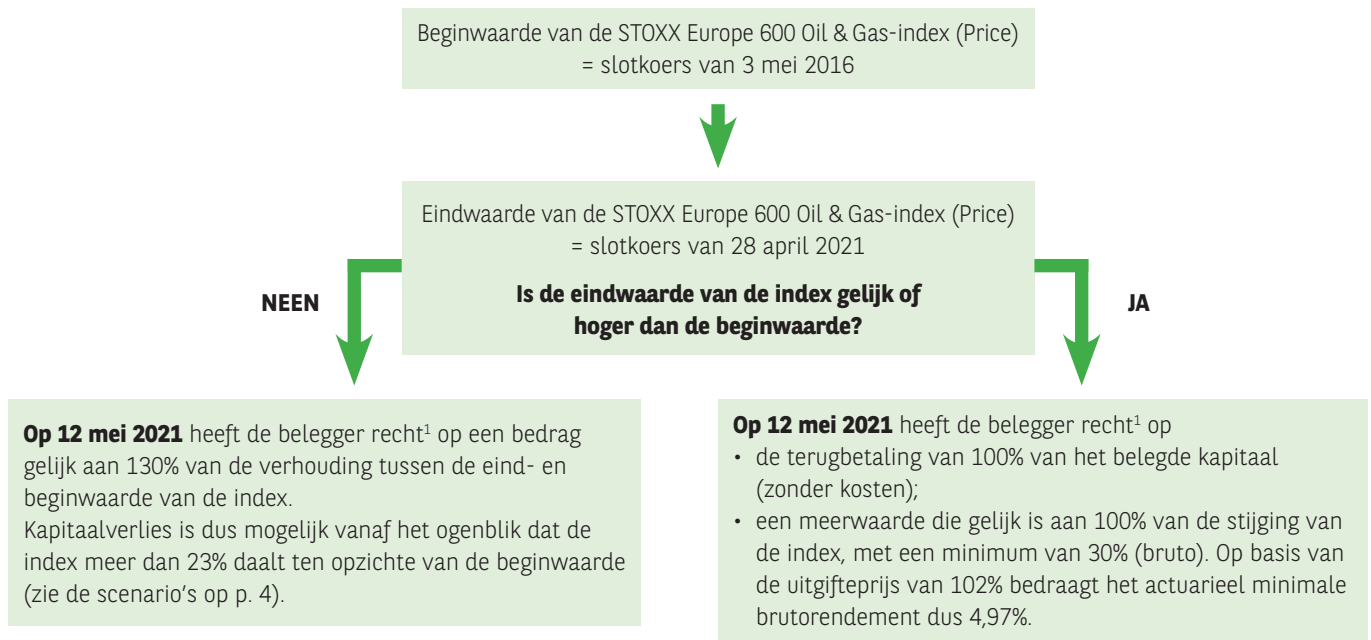 Beginwaarde van de STOXX Europe 600 Oil & Gas-index (Price)
= slotkoers van 3 mei 2016
Eindwaarde van de STOXX Europe 600 Oil & Gas-index (Price)
= slotkoers van 28 april 2021
Is de eindwaarde van de index gelijk of
hoger dan de beginwaarde?
NEEN
JA
Op 12 mei 2021 heeft de belegger recht¹ op een bedrag
gelijk aan 130% van de verhouding tussen de eind- en
beginwaarde van de index.
Kapitaalverlies is dus mogelijk vanaf het ogenblik dat de
index meer dan 23% daalt ten opzichte van de beginwaarde
(zie de scenario's op p. 4).
Op 12 mei 2021 heeft de belegger recht¹ op
• de terugbetaling van 100% van het belegde kapitaal
(zonder kosten);
• een meerwaarde die gelijk is aan 100% van de stijging van
de index, met een minimum van 30% (bruto). Op basis van
de uitgifteprijs van 102% bedraagt het actuarieel minimale
brutorendement dus 4,97%.